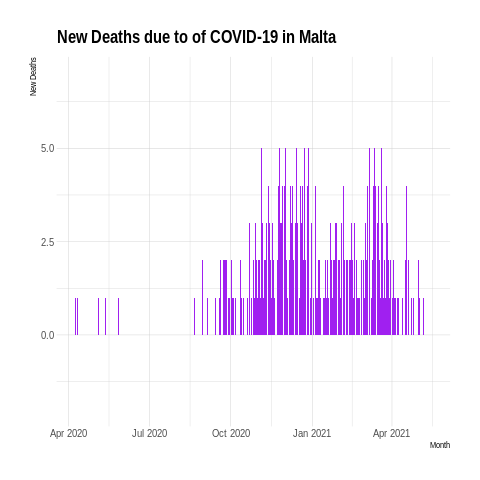 New Deaths due to of COVID-19 in Malta
New Deaths
5.0
2.5
0.0
Apr 2020 Jul 2020 Oct 2020 Jan 2021 Apr 2021
Month